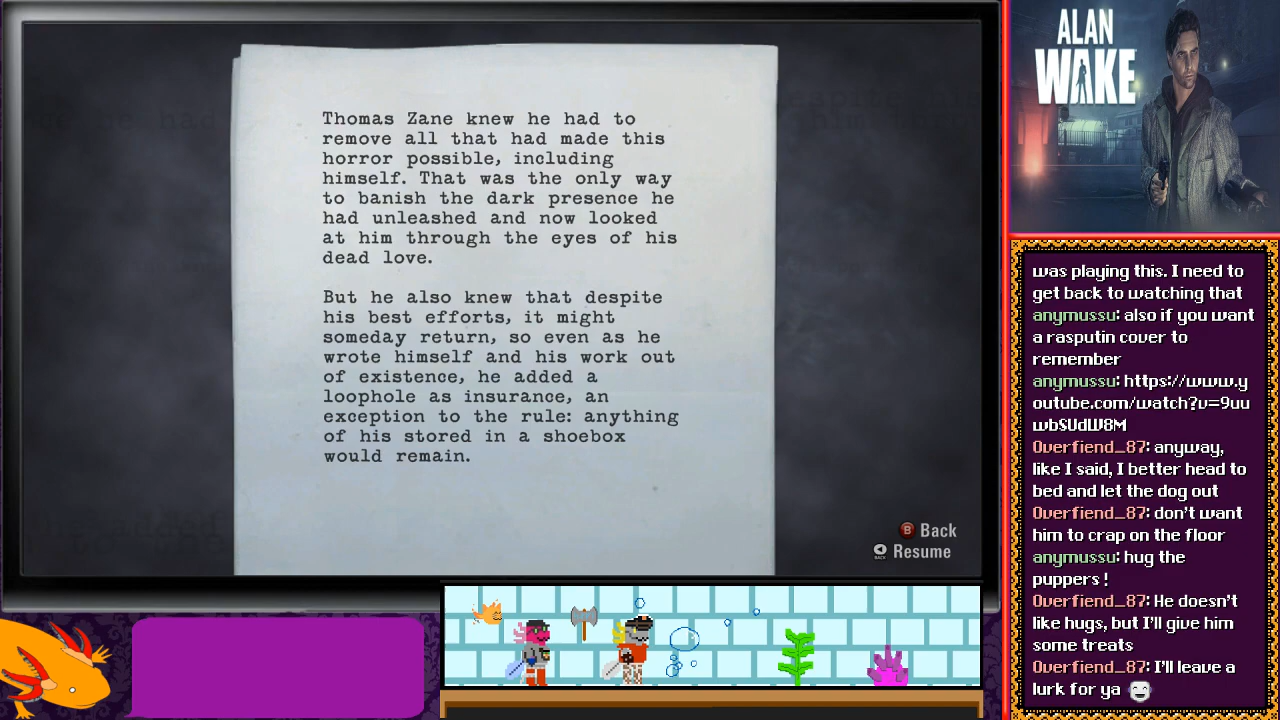 Thomas Zane knew he had to
remove all that had made this
horror possible, including
himself. That was the only way
to banish the dark presence he
had unleashed and now looked
at him through the eyes of his
dead love.
But he also knew that despite
his best efforts, it might
someday return, so even as he
wrote himself and his work out
of existence, he added a
loophole as insurance, an
exception to the rule: anything
of his stored in a shoebox
would remain.
B Back
Resume
ALAN
WAKE
was playing this. I need to
get back to watching that
anymussu: also if you want
a rasputin cover to
remember
anymussu: https://www.y
outube.com/watch?v=9uu
wbSUdW8M
Overfiend_87: anyway,
like I said, I better head to
bed and let the dog out
Overfiend_87: don't want
him to crap on the floor
anymussu: hug the
puppers !
Overfiend_87: He doesn't
like hugs, but I'll give him
some treats
Overfiend_87: I'll leave a
lurk for ya